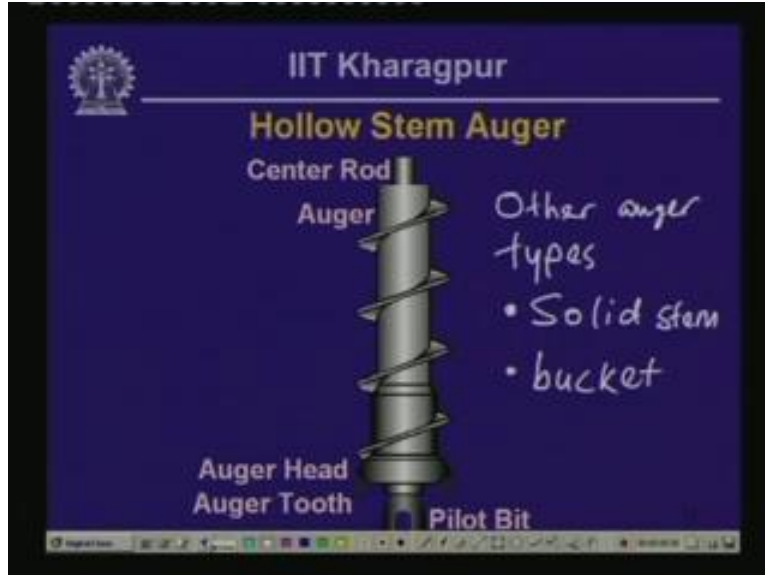 IIT Kharagpur
Hollow Stem Auger
Center Rod
Auger
Other auger
types
• Solid stem
• bucket
Auger Head
Auger Tooth
Pilot Bit